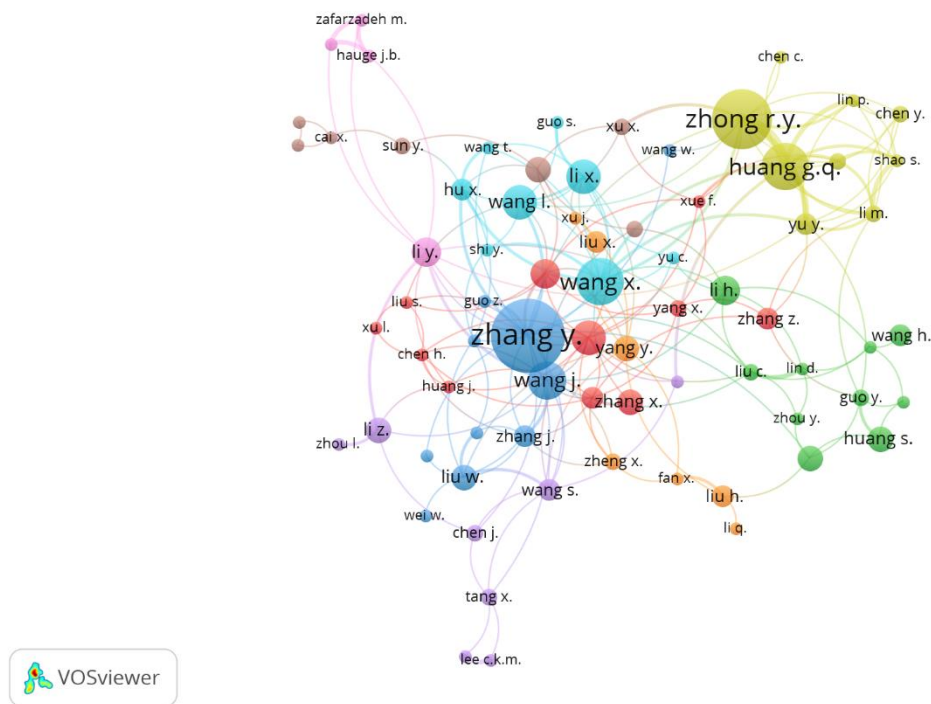 zafarzadeh m.
hauge j.b.
chen c.
lin p.
chen y.
zhong r.y.
guo s.
xu x.
cai x.
sun y.
wang t.
wang w.
huang g.q.
shao s.
li x.
hu x.
wang l.
xue f.
li m.
xu j.
yu y.
liu x.
li y.
shi y.
yu c.
wang x.
li h.
liu s.
guo z.
yang x.
zhang z.
xu l.
zhang y.
wang h.
yang y.
chen h.
liu c.
lin d.
wang j.
huang j.
zhang x.
guo y.
zhou y.
li z.
zhou l.
zhang j.
huang s.
zheng x.
liu w.
fan x.
wang s.
liu h.
wei w.
li q.
chen j.
tang x.
lee c.k.m.
VOSviewer